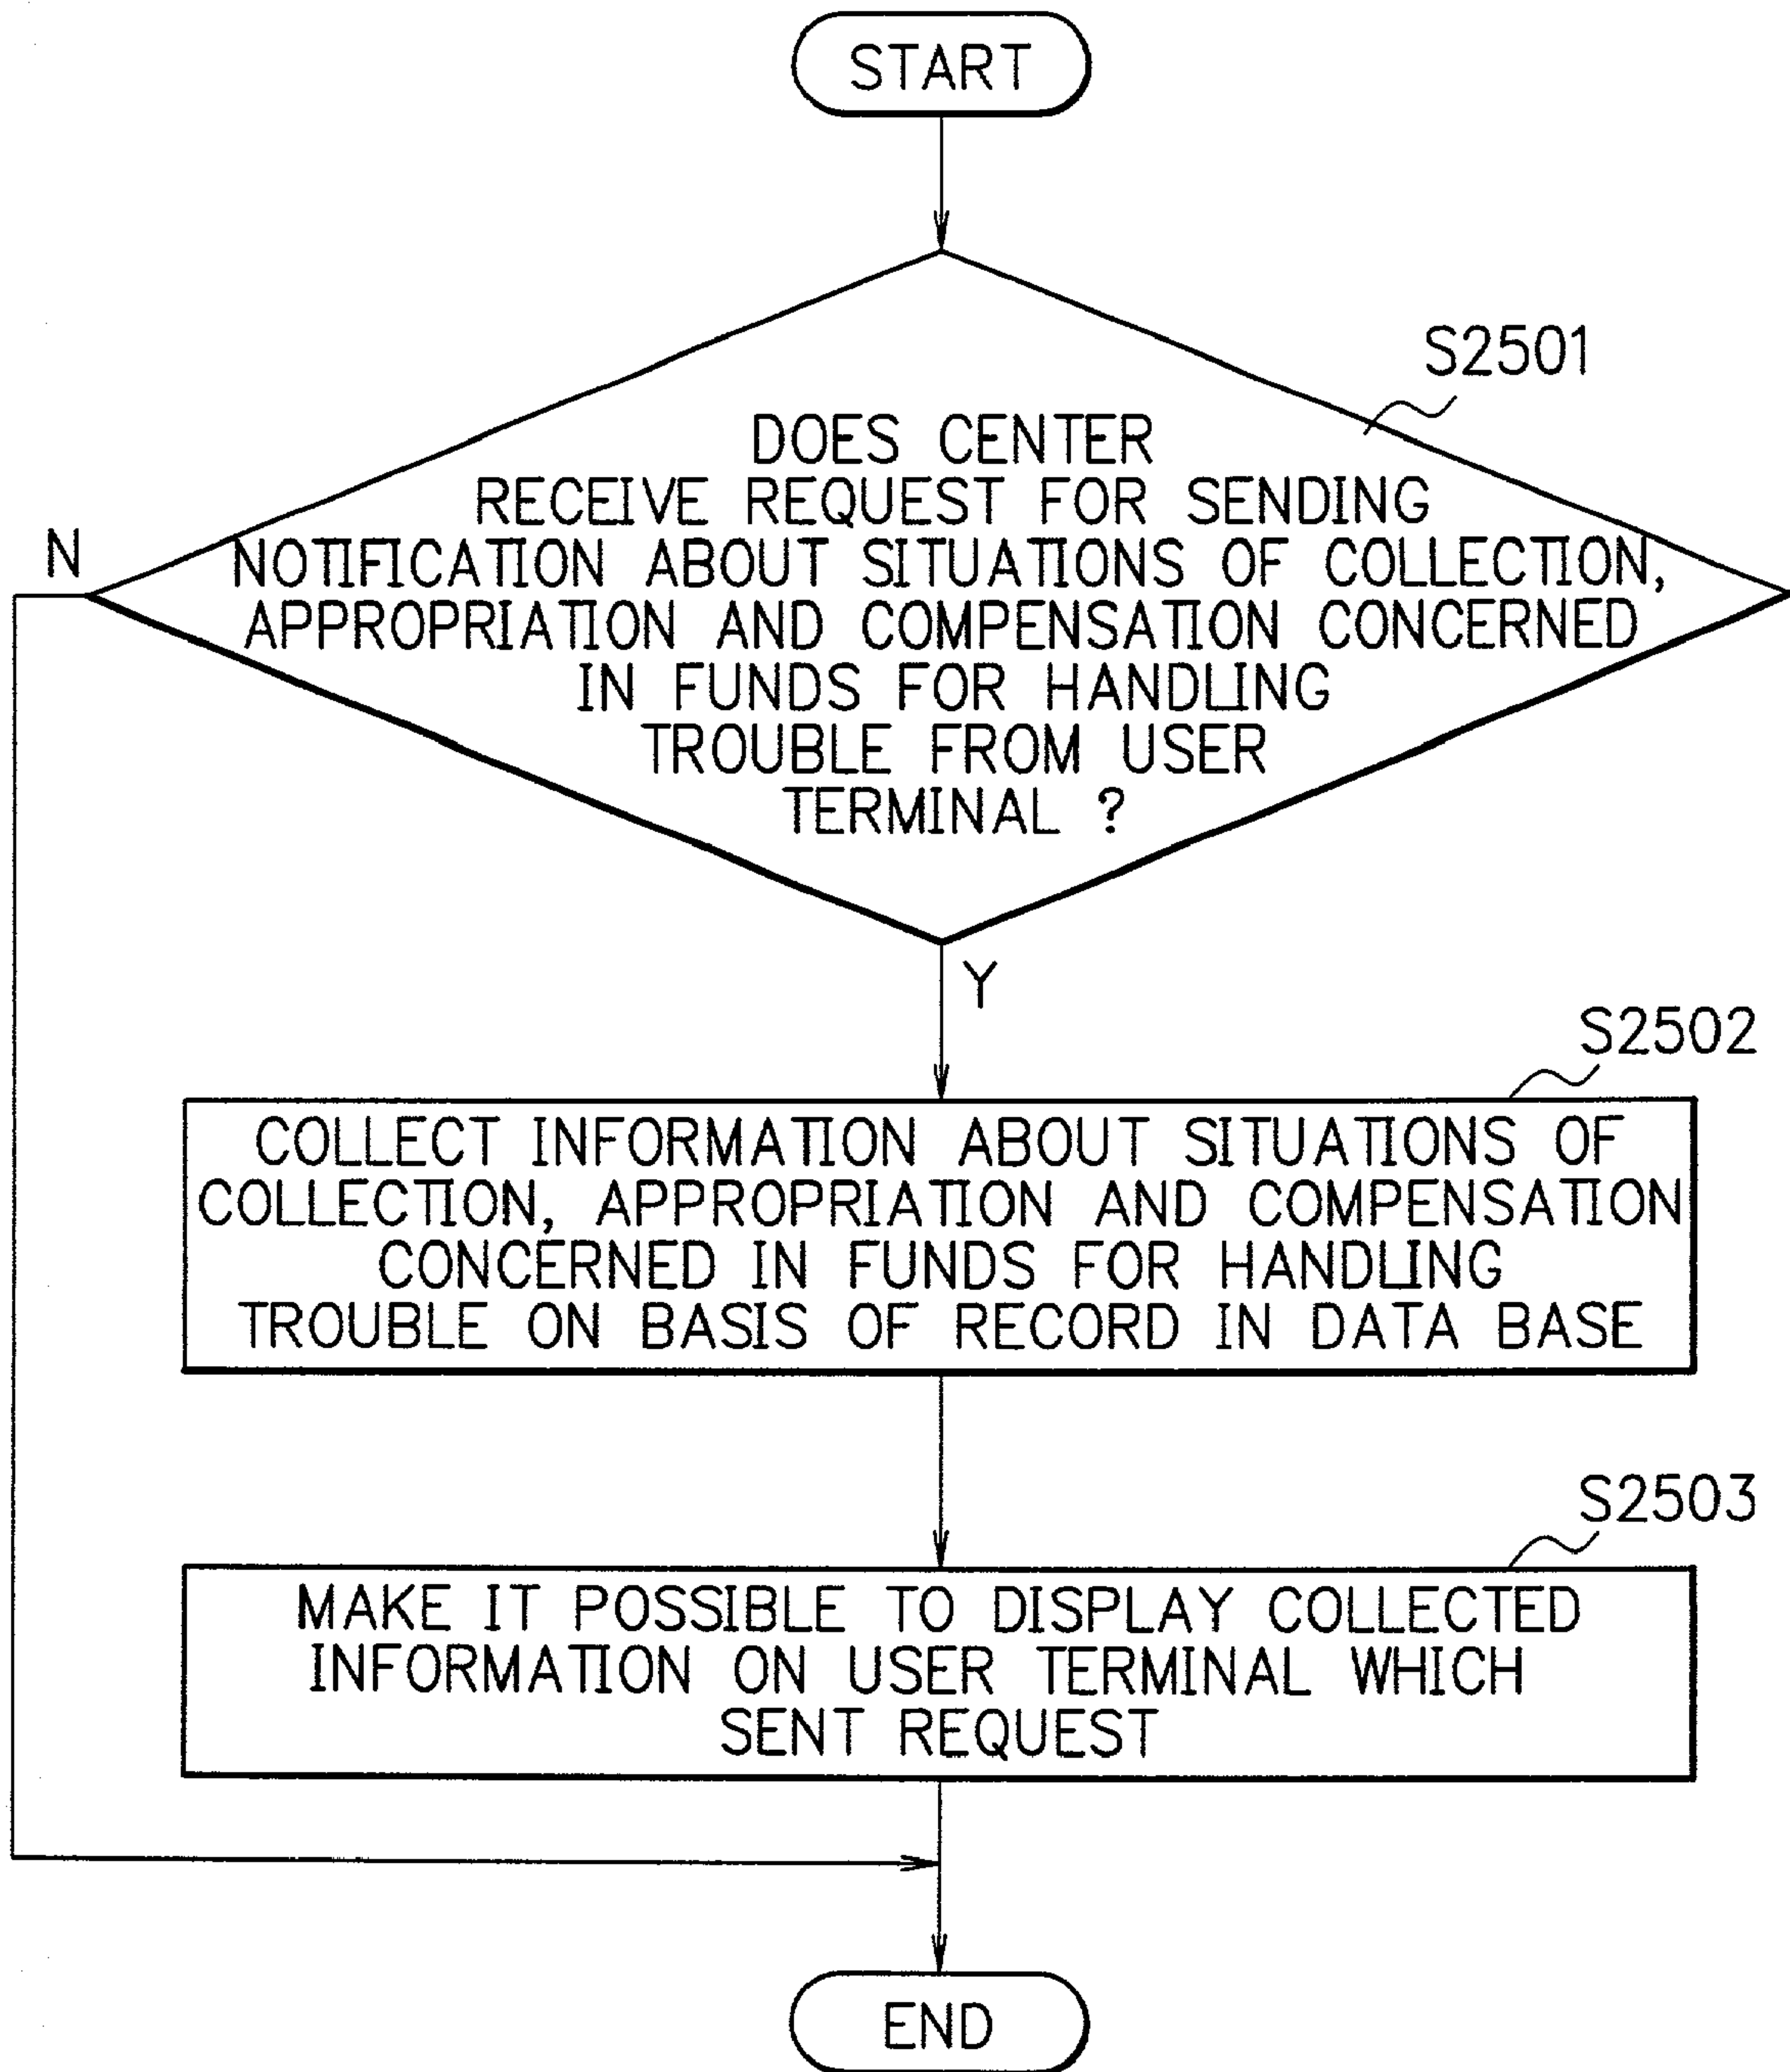 START
S2501
DOES CENTER
RECEIVE REQUEST FOR SENDING
NOTIFICATION ABOUT SITUATIONS OF COLLECTION,
APPROPRIATION AND COMPENSATION CONCERNED
IN FUNDS FOR HANDLING
TROUBLE FROM USER
TERMINAL ?
N
Y
S2502
COLLECT INFORMATION ABOUT SITUATIONS OF
COLLECTION, APPROPRIATION AND COMPENSATION
CONCERNED IN FUNDS FOR HANDLING
TROUBLE ON BASIS OF RECORD IN DATA BASE
S2503
MAKE IT POSSIBLE TO DISPLAY COLLECTED
INFORMATION ON USER TERMINAL WHICH
SENT REQUEST
END